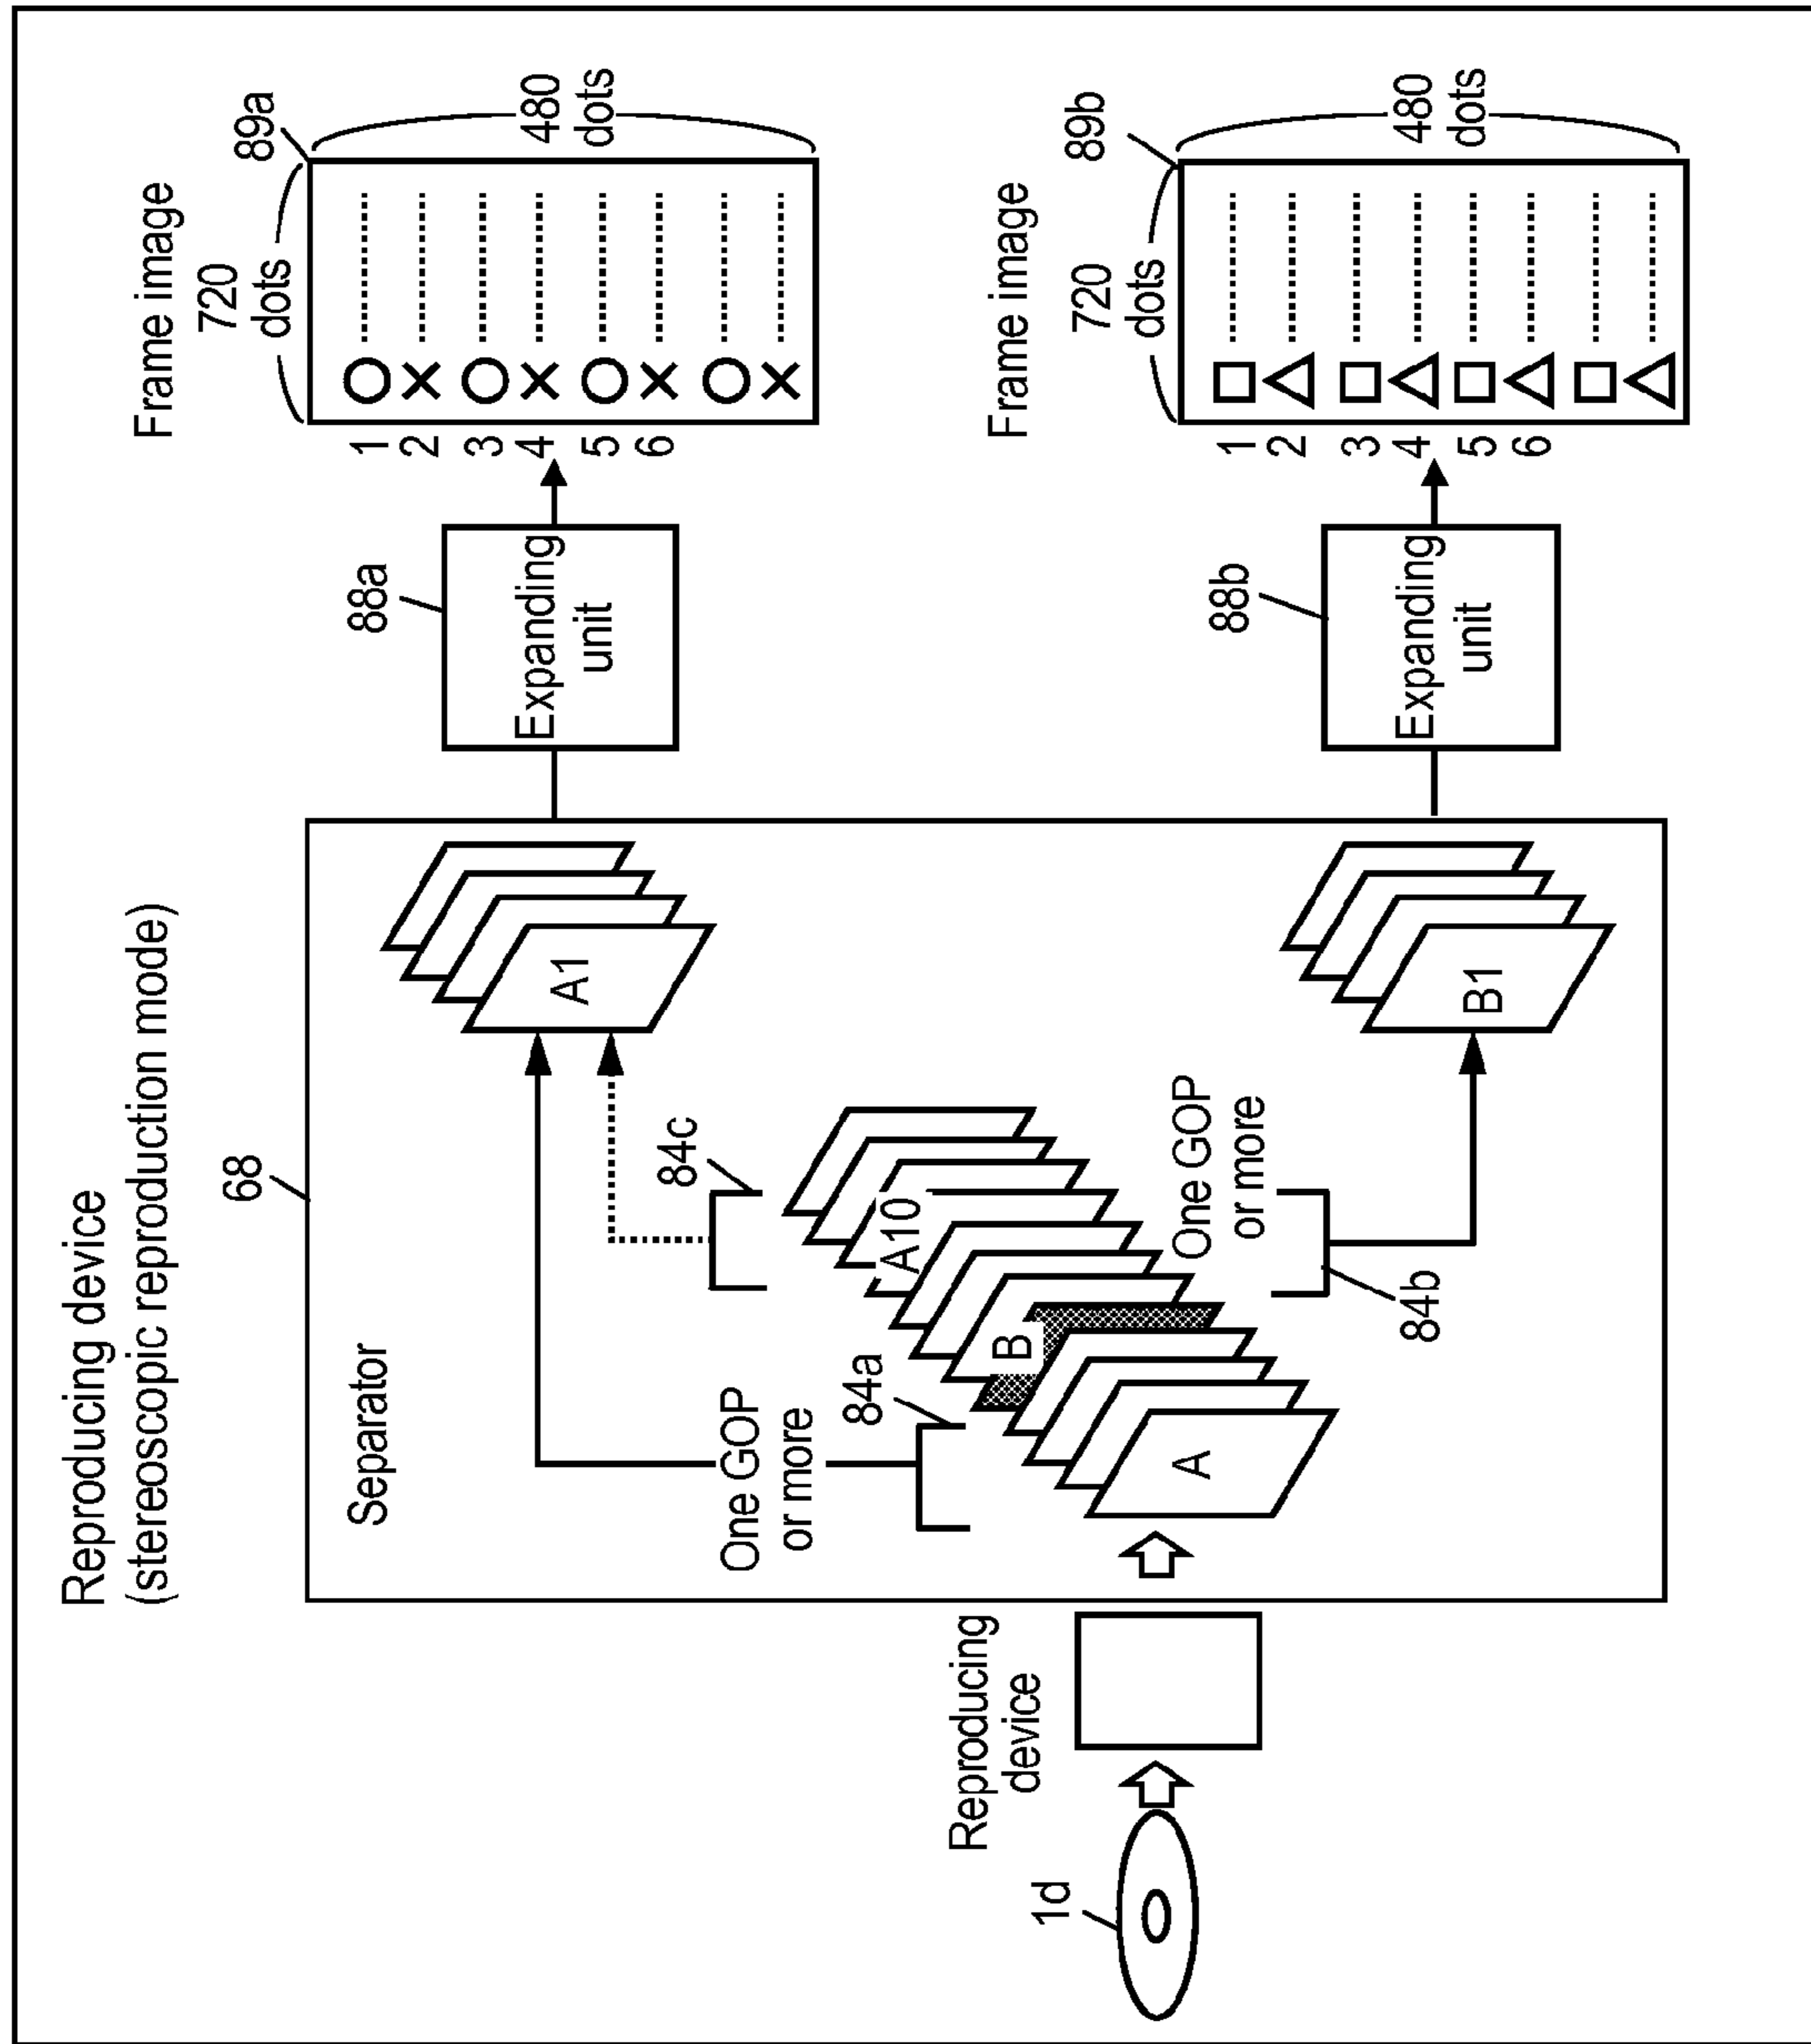 Reproducing device
(stereoscopic reproduction mode)
68
Separator
1d
Reproducing
device
One GOP
or more
84a
84c
A
B
A10
One GOP
or more
84b
A1
B1
88a
Expanding
unit
88b
Expanding
unit
Frame image
720
dots
89a
480
dots
1
2
3
4
5
6
Frame image
720
dots
89b
480
dots
1
2
3
4
5
6